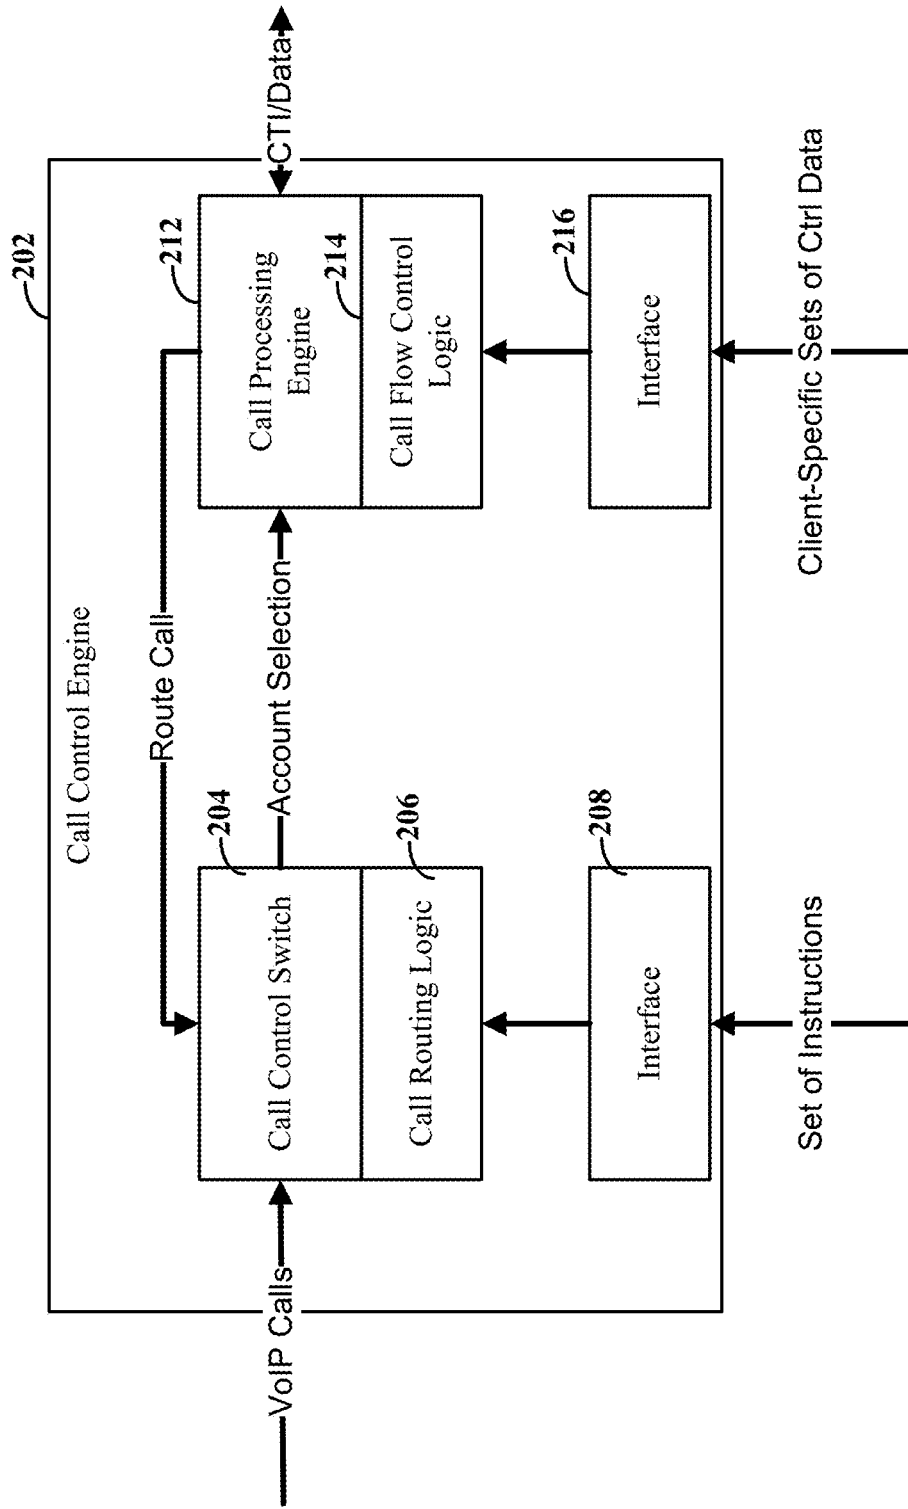 202
Call Control Engine
Route Call
VoIP Calls
204
Call Control Switch
Account Selection
212
Call Processing
Engine
CTI/Data
206
Call Routing Logic
214
Call Flow Control
Logic
208
Interface
216
Interface
Set of Instructions
Client-Specific Sets of Ctrl Data